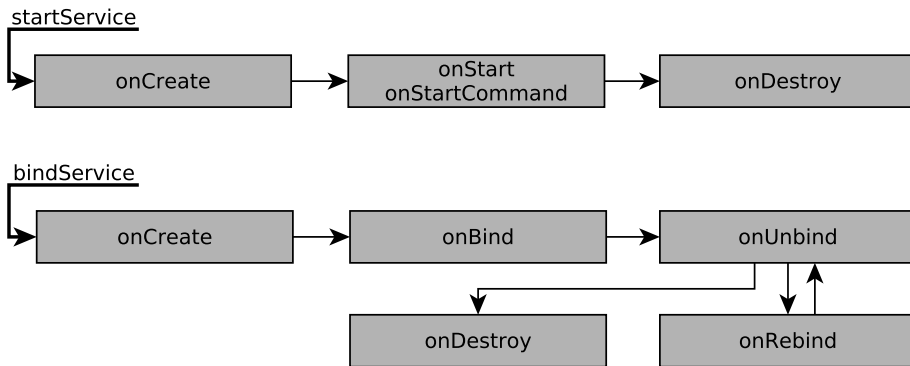 startService
onCreate
onStart
onStartCommand
onDestroy
bindService
onCreate
onBind
onUnbind
onDestroy
onRebind